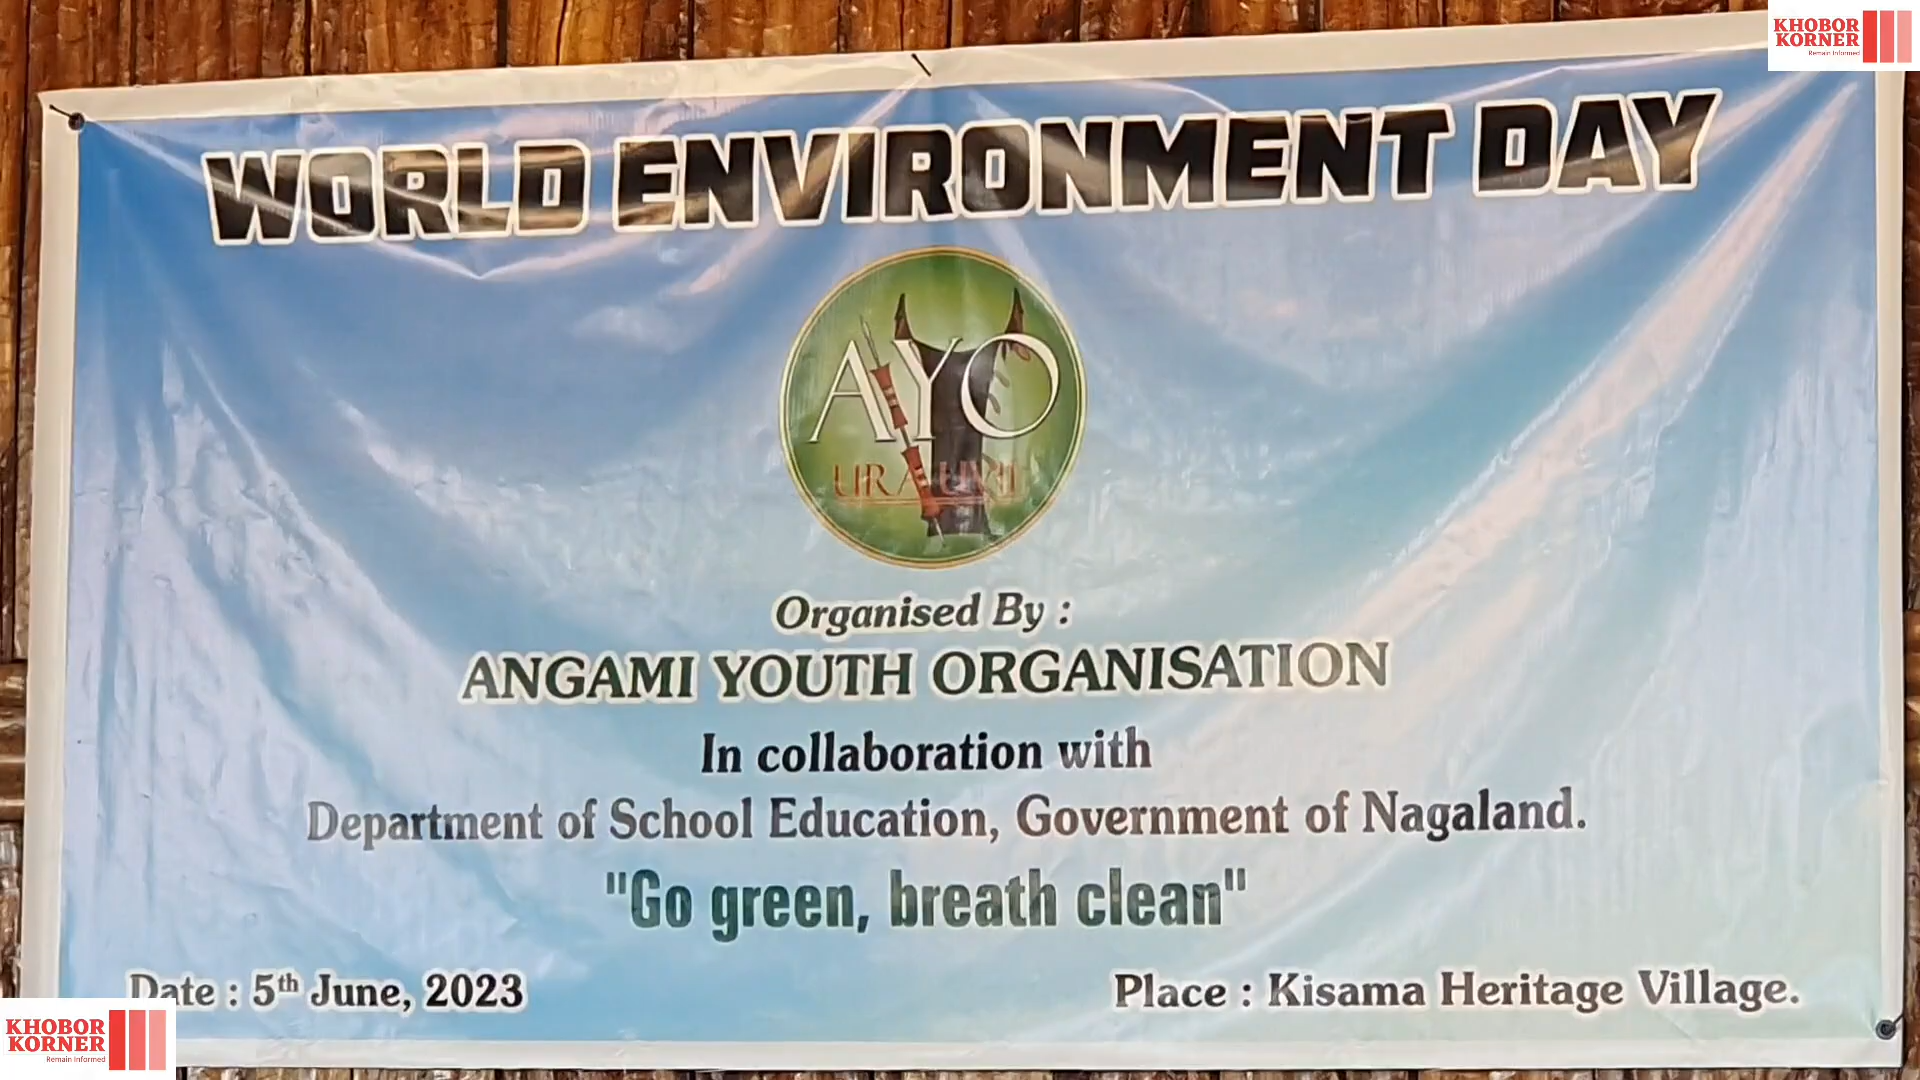 KHOBOR
KORNER
Remain Informed
WORLD ENVIRONMENT DAY
AYO
Organised By :
ANGAMI YOUTH ORGANISATION
In collaboration with
Department of School Education, Government of Nagaland.
"Go green, breath clean"
Date : 5th June, 2023
Place : Kisama Heritage Village.
KHOBOR
KORNER
Remain Informed